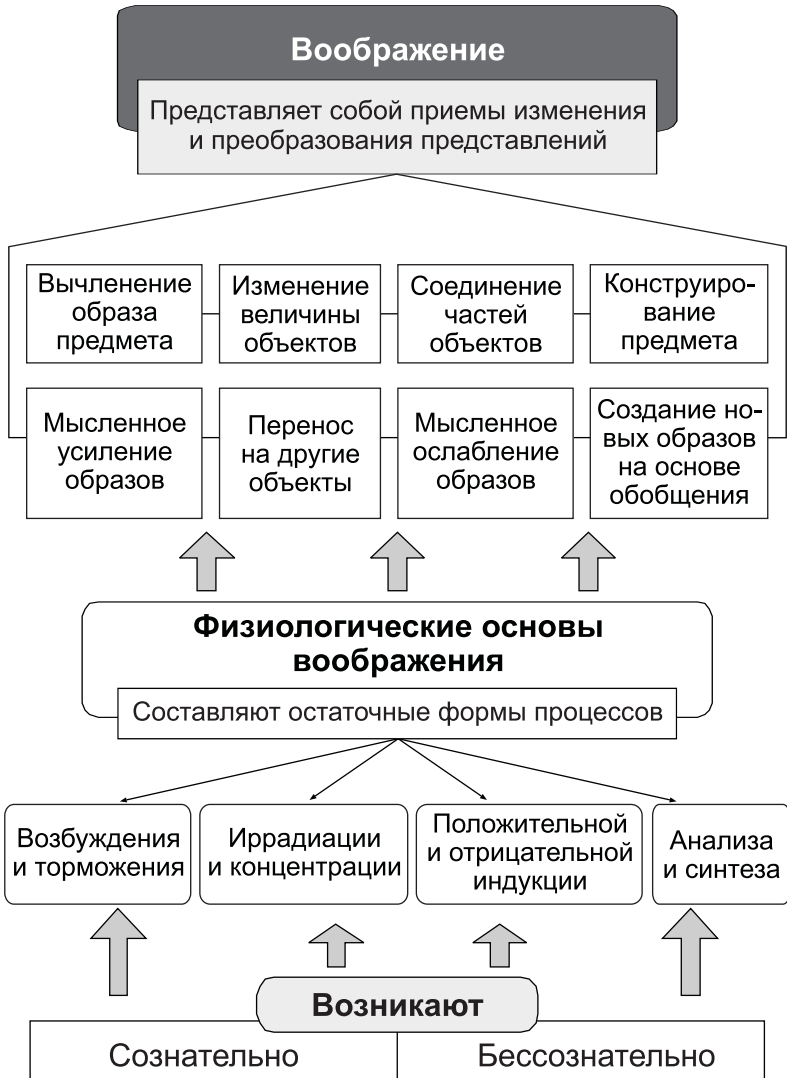 Воображение
Представляет собой приемы изменения
и преобразования представлений
Вычленение
образа
предмета
Изменение
величины
объектов
Соединение
частей
объектов
Конструиро-
вание
предмета
Мысленное
усиление
образов
Перенос
на другие
объекты
Мысленное
ослабление
образов
Создание но-
вых образов
на основе
обобщения
Физиологические основы
воображения
Составляют остаточные формы процессов
Возбуждения
и торможения
Иррадиации
и концентрации
Положительной
и отрицательной
индукции
Анализа
и синтеза
Возникают
Сознательно
Бессознательно